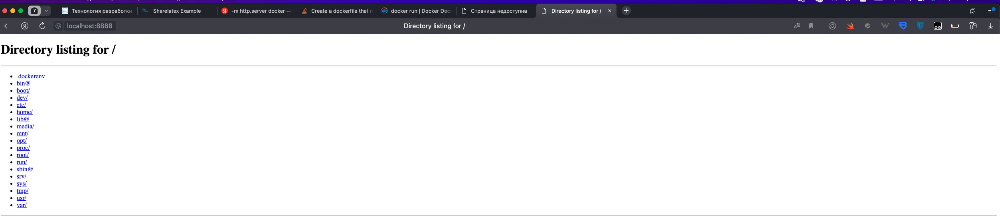 7
Технология разработки
Sharelatex Example
-m http.server docker —
Create a dockerfile that r
docker run | Docker Doc
Страница недоступна
Directory listing for /
localhost:8888
Directory listing for /
Directory listing for /
.dockerenv
bin@
boot/
dev/
etc/
home/
lib@
media/
mnt/
opt/
proc/
root/
run/
sbin@
srv/
sys/
tmp/
usr/
var/